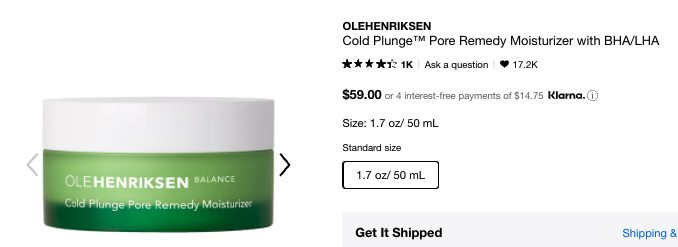 OLEHENRIKSEN
Cold Plunge™ Pore Remedy Moisturizer with BHA/LHA
1K | Ask a question | 17.2K
$59.00 or 4 interest-free payments of $14.75 Klarna.
Size: 1.7 oz/ 50 mL
Standard size
1.7 oz/ 50 mL
Get It Shipped
Shipping &
OLEHENRIKSEN BALANCE
Cold Plunge Pore Remedy Moisturizer